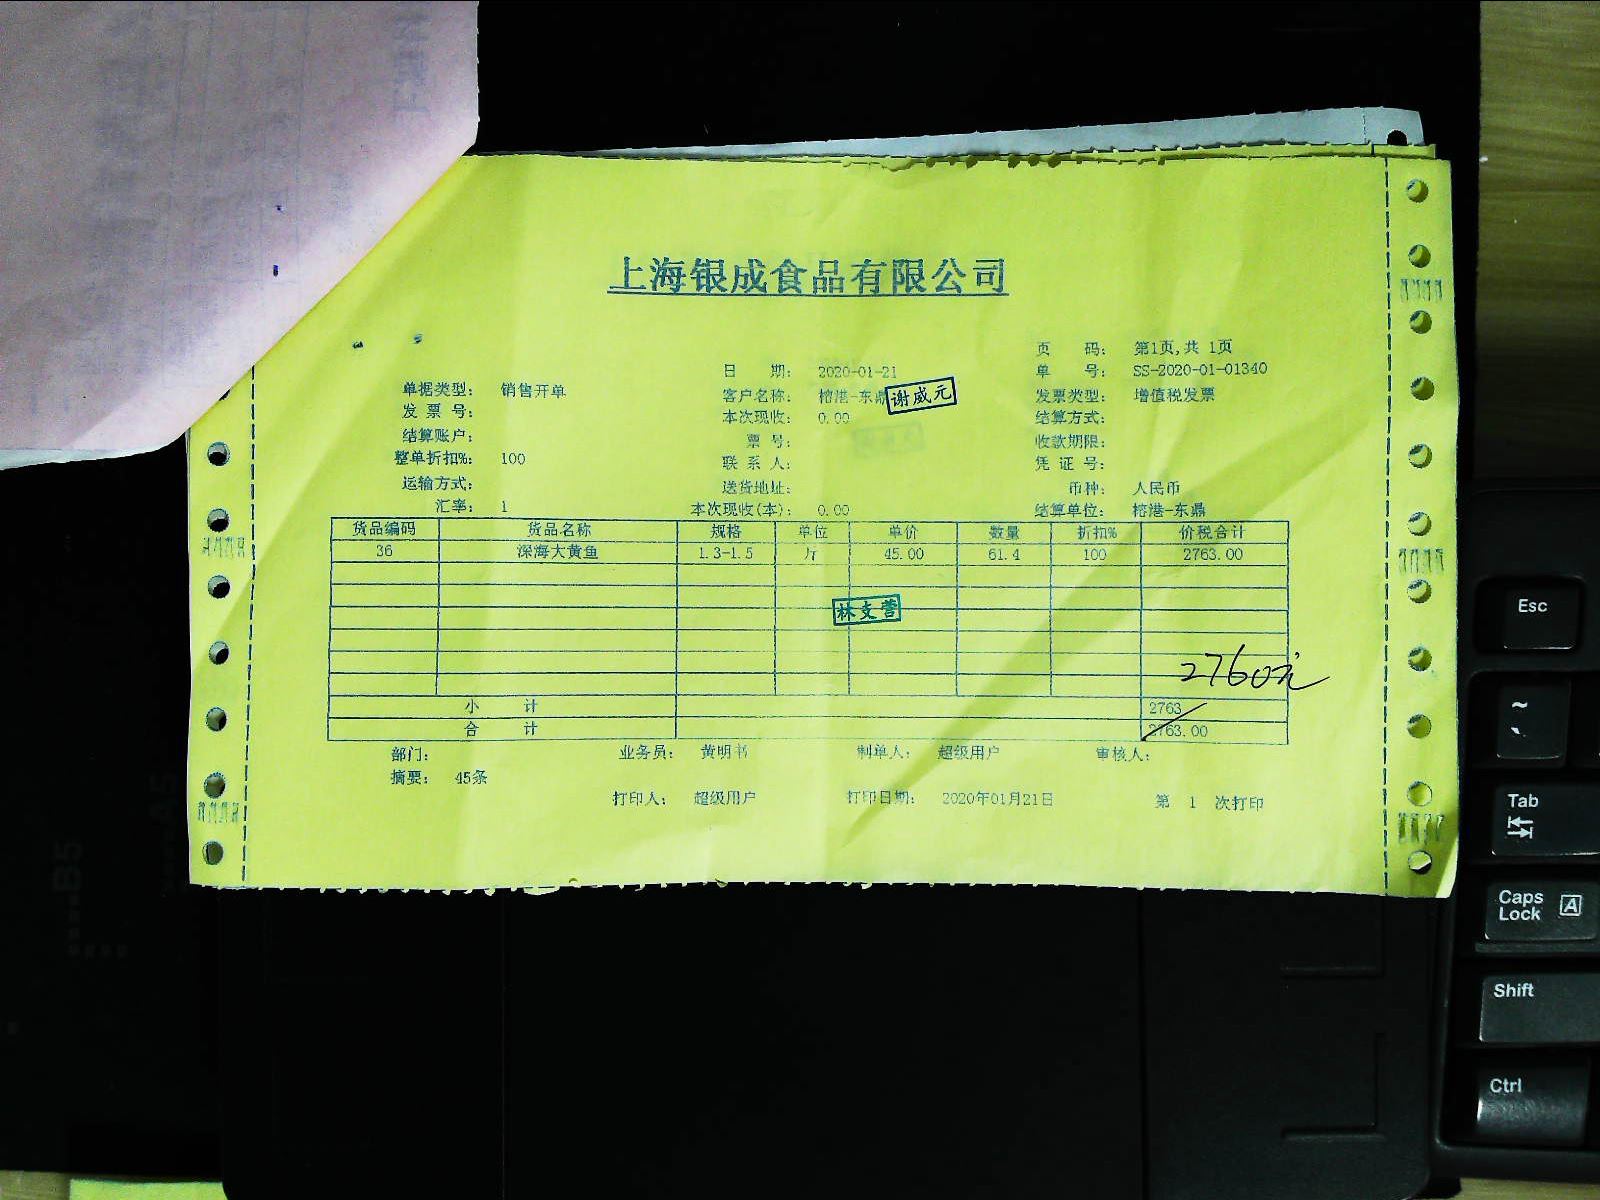 上海银成食品有限公司
页 码： 第1页,共 1页
日 期： 2020-01-21 单 号： SS-2020-01-01340
单据类型： 销售开单 客户名称： 榕港-东鼎 谢威元 发票类型： 增值税发票
发 票 号： 本次现收： 0.00 结算方式：
结算账户： 票 号： 收款期限：
整单折扣%： 100 联 系 人： 凭 证 号：
运输方式： 送货地址： 币种： 人民币
汇率： 1 本次现收(本)： 0.00 结算单位： 榕港-东鼎
货品编码 货品名称 规格 单位 单价 数量 折扣% 价税合计
36 深海大黄鱼 1.3-1.5 斤 45.00 61.4 100 2763.00
林支营
2760元
小 计 2763
合 计 2763.00
部门： 业务员： 黄明书 制单人： 超级用户 审核人：
摘要： 45条
打印人： 超级用户 打印日期： 2020年01月21日 第 1 次打印
Esc
~
Tab
Caps
Lock A
Shift
Ctrl
B5
A5